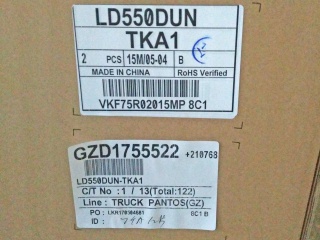 LD550DUN
TKA1
2 PCS 15M/05-04 B
MADE IN CHINA RoHS Verified
VKF75R02015MP 8C1
GZD1755522 +210768
LD550DUN-TKA1
C/T No : 1 / 13(Total:122)
Line : TRUCK PANTOS(GZ)
PO : 8C1 B
ID :